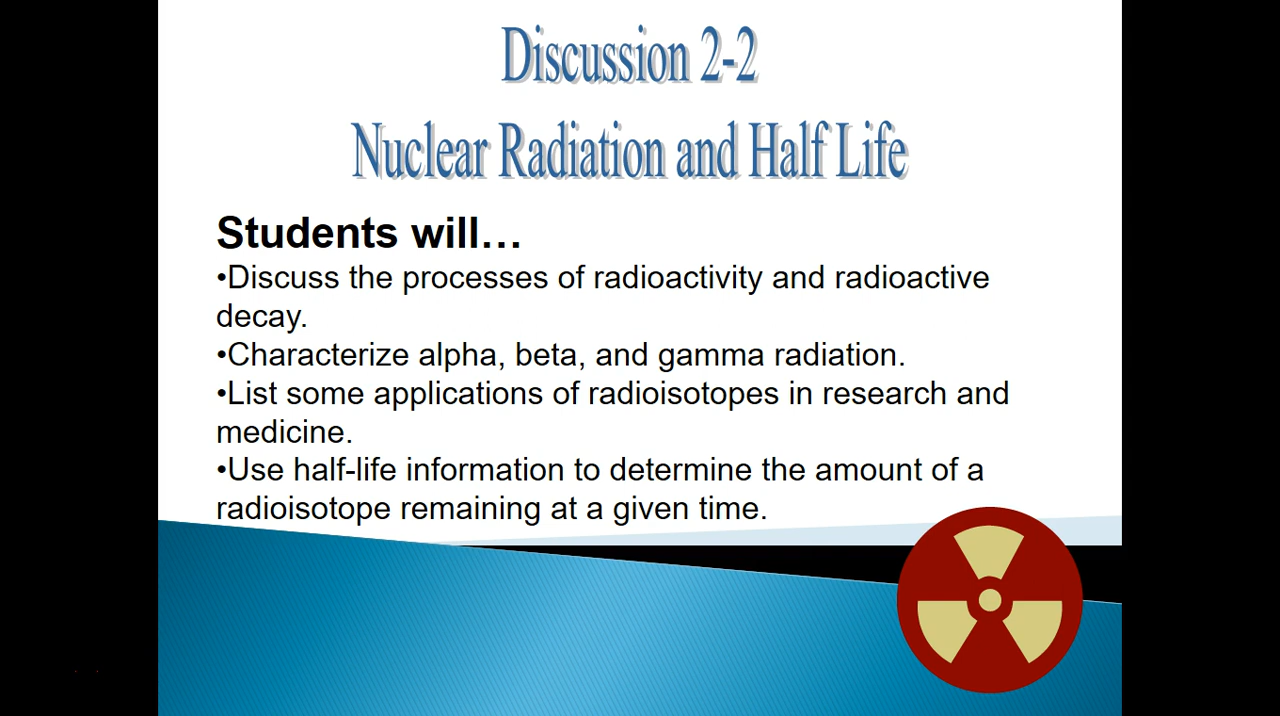 Discussion 2-2
Nuclear Radiation and Half Life
Students will…
•Discuss the processes of radioactivity and radioactive
decay.
•Characterize alpha, beta, and gamma radiation.
•List some applications of radioisotopes in research and
medicine.
•Use half-life information to determine the amount of a
radioisotope remaining at a given time.